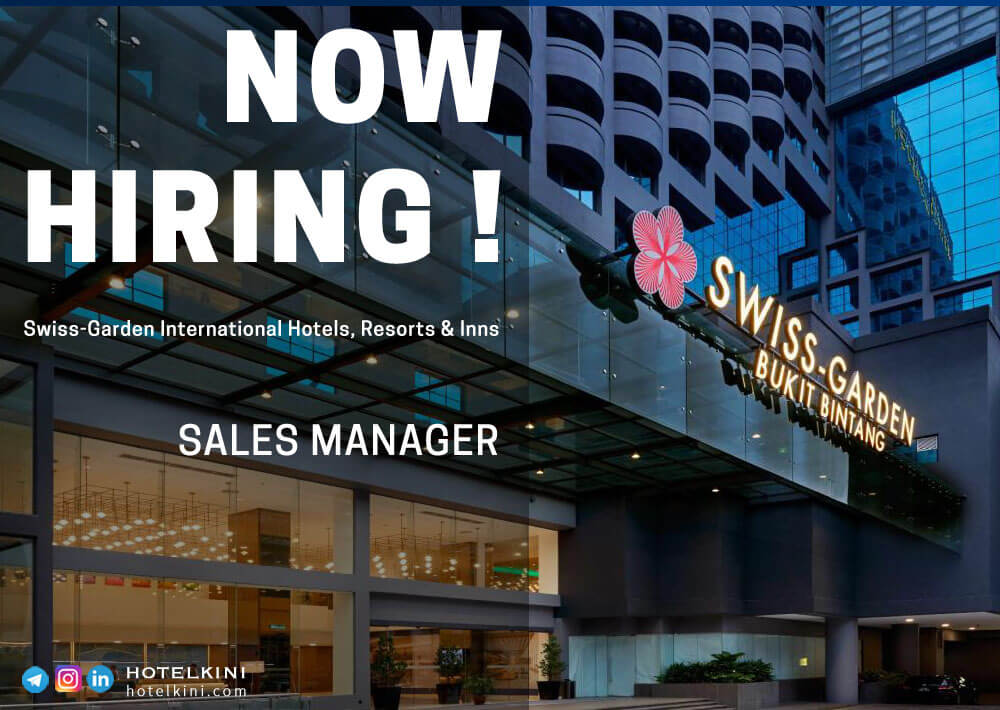 NOW
HIRING !
Swiss-Garden International Hotels, Resorts & Inns
SALES MANAGER
SWISS-GARDEN
BUKIT BINTANG
HOTELKINI
hotelkini.com